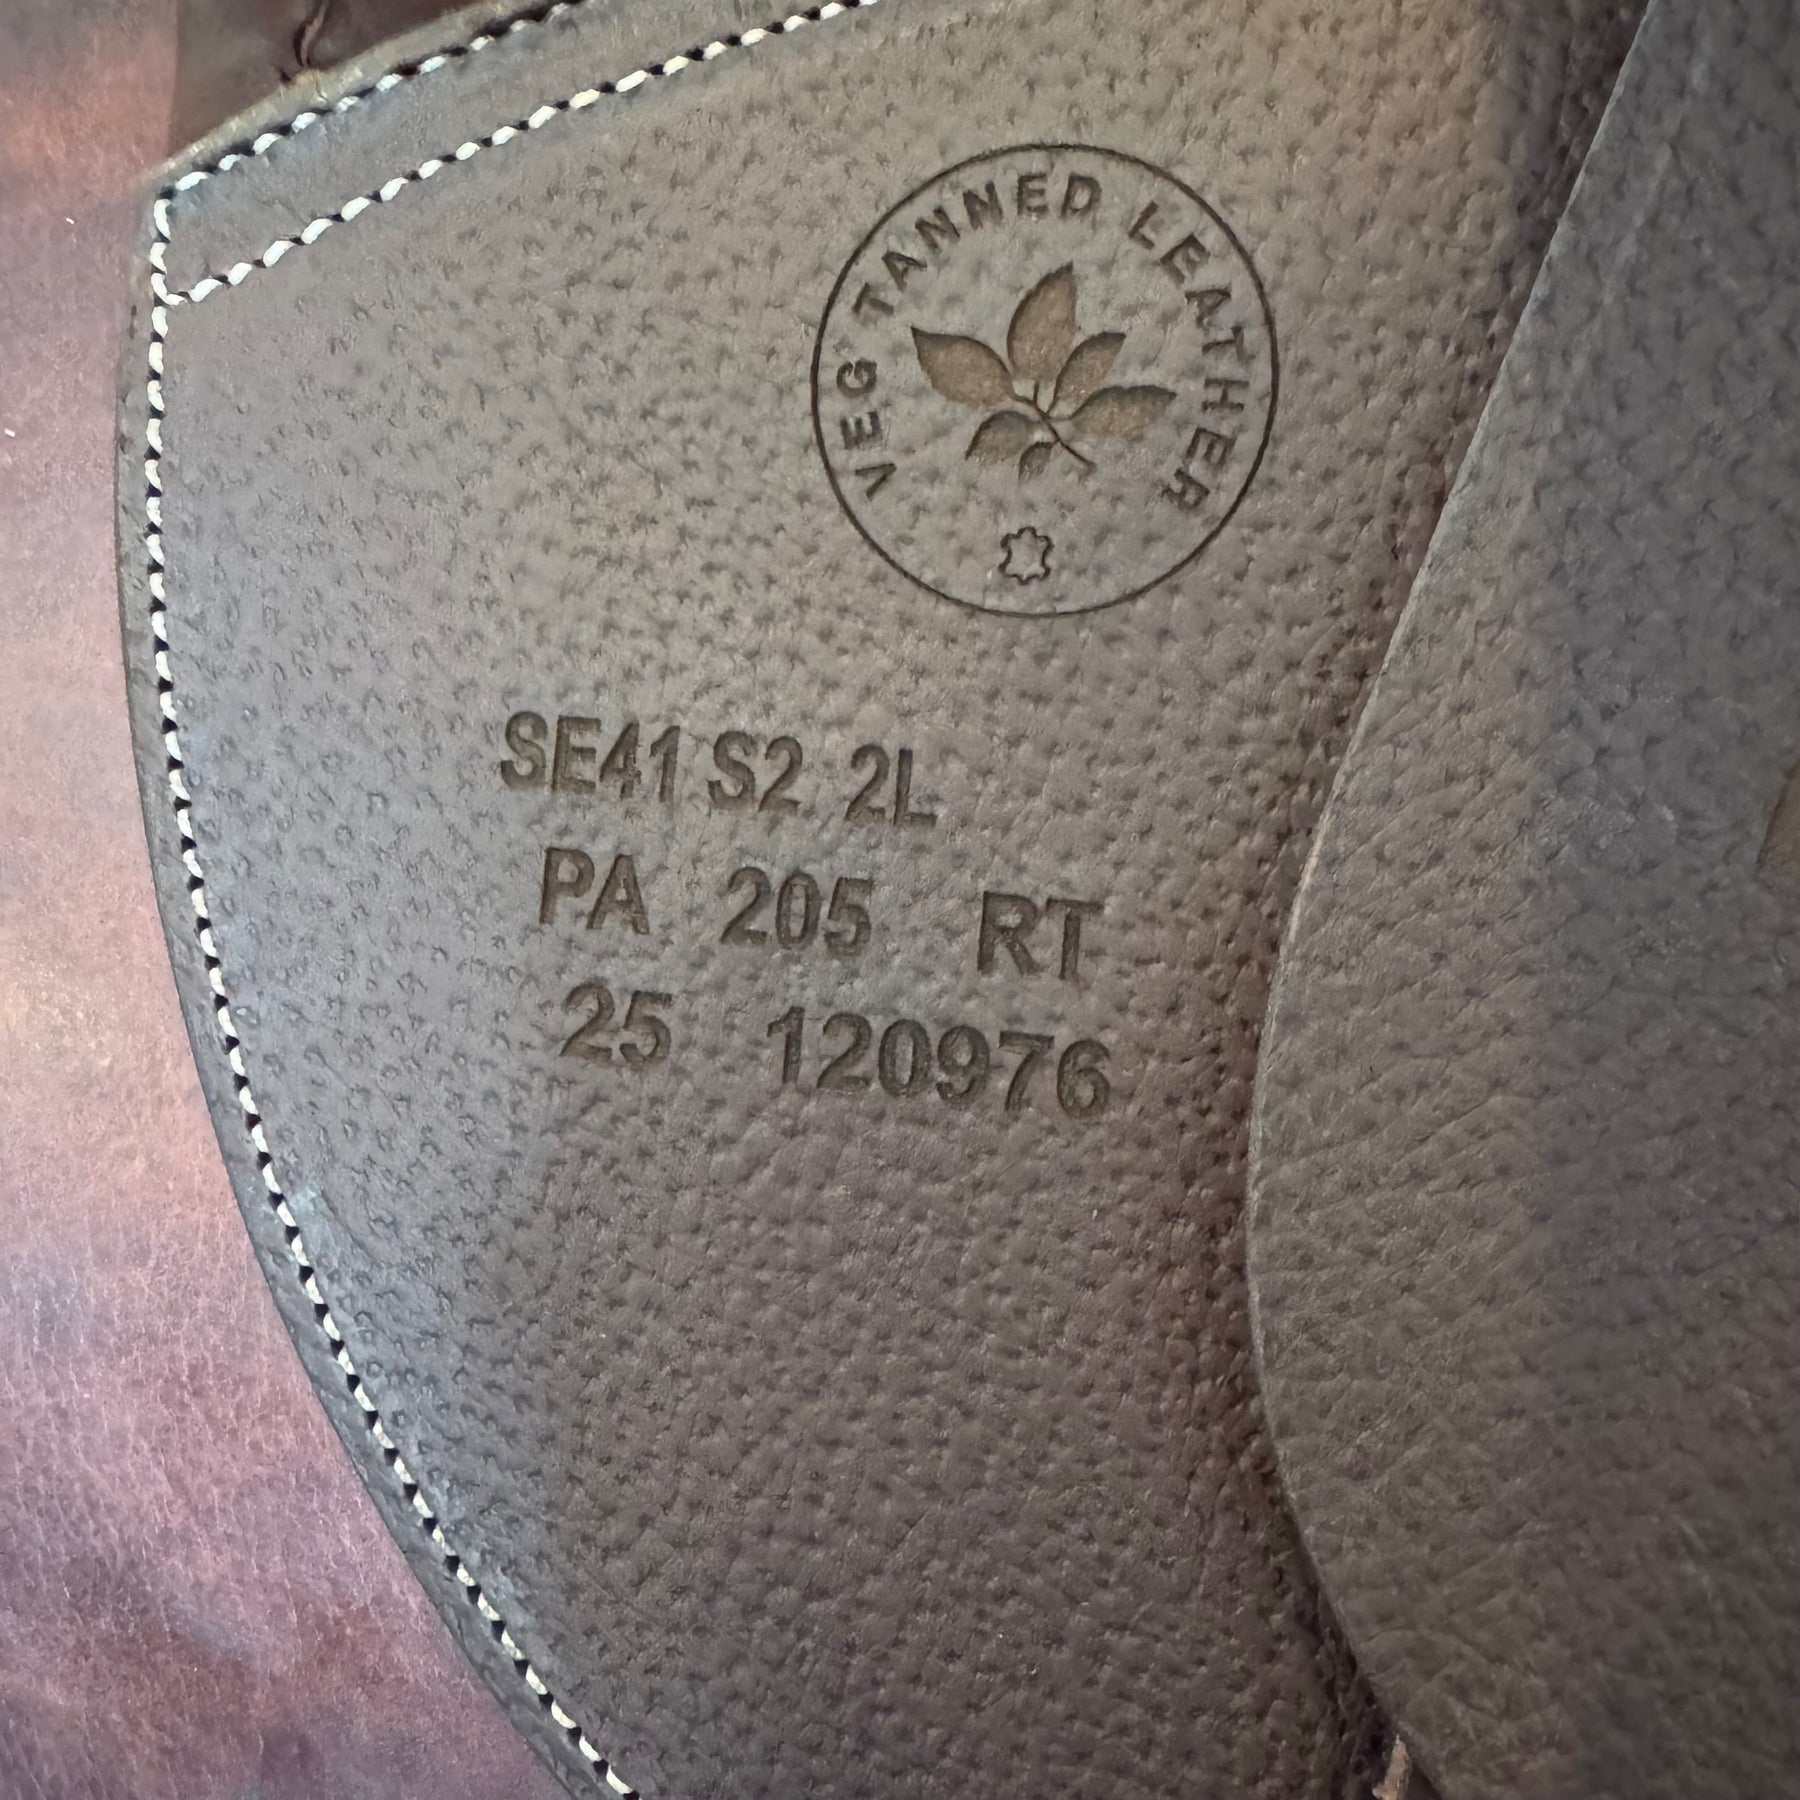 VEG TANNED LEATHER
SE41 S2 2L
PA 205 RT
25 120976